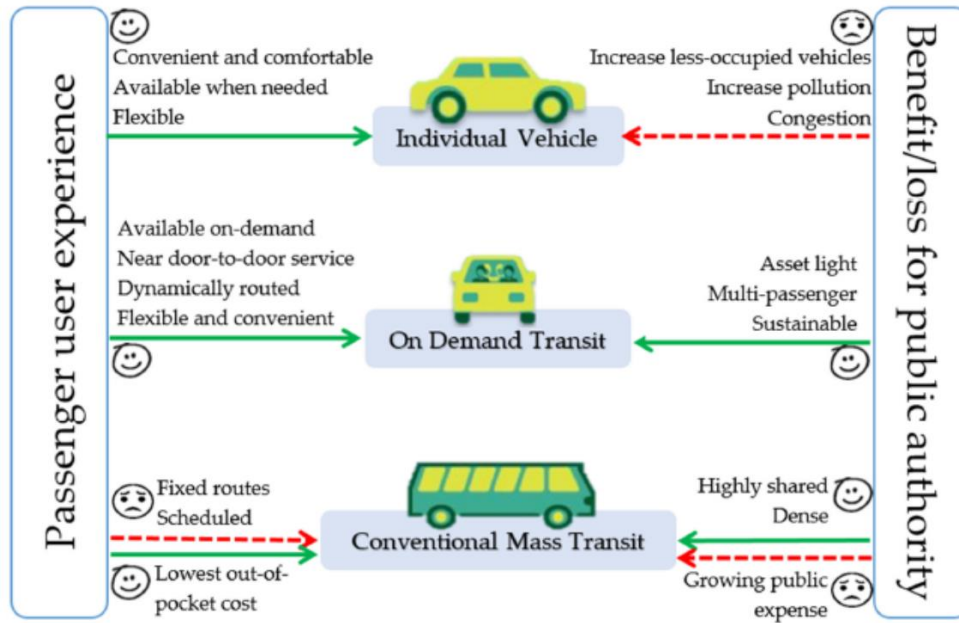 Passenger user experience
Convenient and comfortable
Available when needed
Flexible
Individual Vehicle
Increase less-occupied vehicles
Increase pollution
Congestion
Available on-demand
Near door-to-door service
Dynamically routed
Flexible and convenient
On Demand Transit
Asset light
Multi-passenger
Sustainable
Fixed routes
Scheduled
Lowest out-of-
pocket cost
Conventional Mass Transit
Highly shared
Dense
Growing public
expense
Benefit/loss for public authority